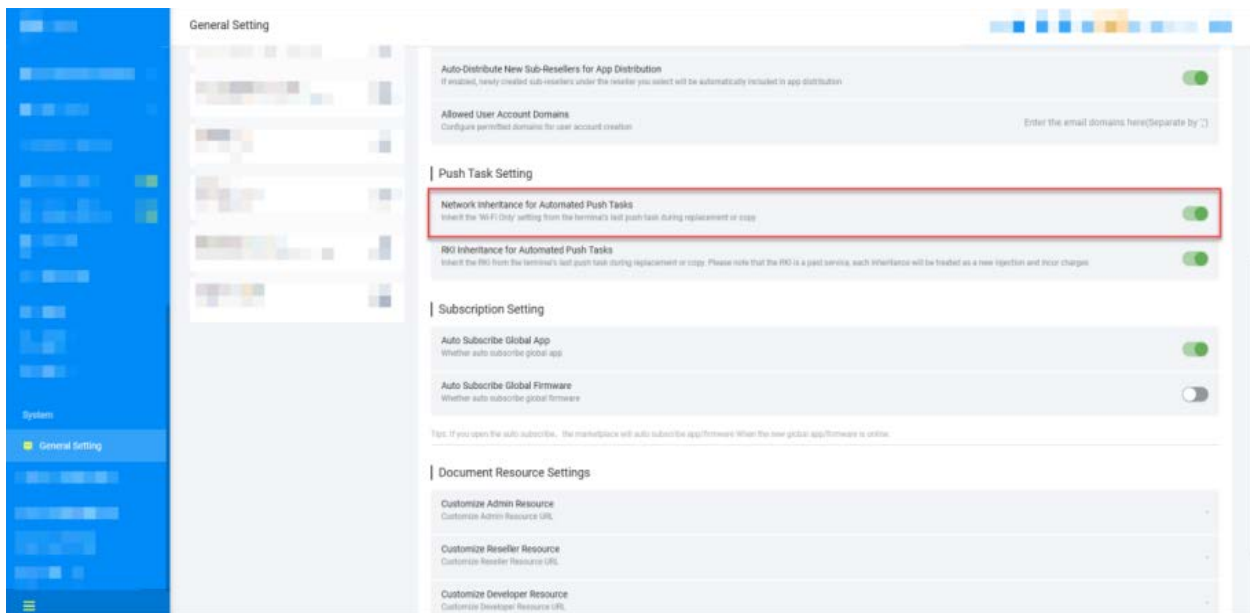 General Setting
Auto-Distribute New Sub-Resellers for App Distribution
If enabled, newly created sub-resellers under the reseller you select will be automatically included in app distribution
Allowed User Account Domains
Configure permitted domains for user account creation
Enter the email domains here(Separate by ';')
Push Task Setting
Network Inheritance for Automated Push Tasks
Inherit the 'Wi-Fi Only' setting from the terminal's last push task during replacement or copy
RKI Inheritance for Automated Push Tasks
Inherit the RKI from the terminal's last push task during replacement or copy. Please note that the RKI is a paid service, each inheritance will be treated as a new injection and incur charges
Subscription Setting
Auto Subscribe Global App
Whether auto subscribe global app
Auto Subscribe Global Firmware
Whether auto subscribe global firmware
System
General Setting
Tips: If you open the auto subscribe, the marketplace will auto subscribe app/firmware When the new global app/firmware is online.
Document Resource Settings
Customize Admin Resource
Customize Admin Resource URL
Customize Reseller Resource
Customize Reseller Resource URL
Customize Developer Resource
Customize Developer Resource URL